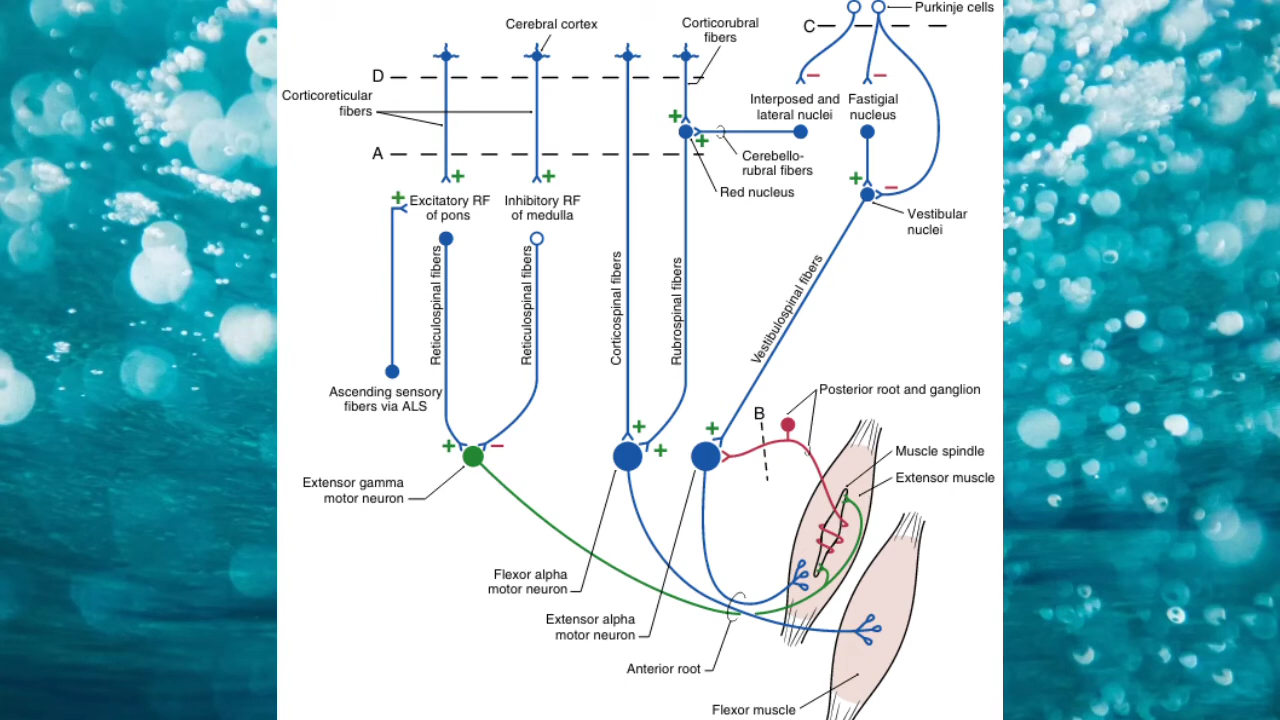 Purkinje cells
Cerebral cortex
Corticorubral
fibers
C
D
Corticoreticular
fibers
Interposed and
lateral nuclei
Fastigial
nucleus
+
+
A
Cerebello-
rubral fibers
+
+
+
Excitatory RF
of pons
Inhibitory RF
of medulla
Red nucleus
+
Vestibular
nuclei
Reticulospinal fibers
Reticulospinal fibers
Corticospinal fibers
Rubrospinal fibers
Vestibulospinal fibers
Ascending sensory
fibers via ALS
Posterior root and ganglion
B
+
+
+
+
Muscle spindle
Extensor muscle
Extensor gamma
motor neuron
Flexor alpha
motor neuron
Extensor alpha
motor neuron
Anterior root
Flexor muscle